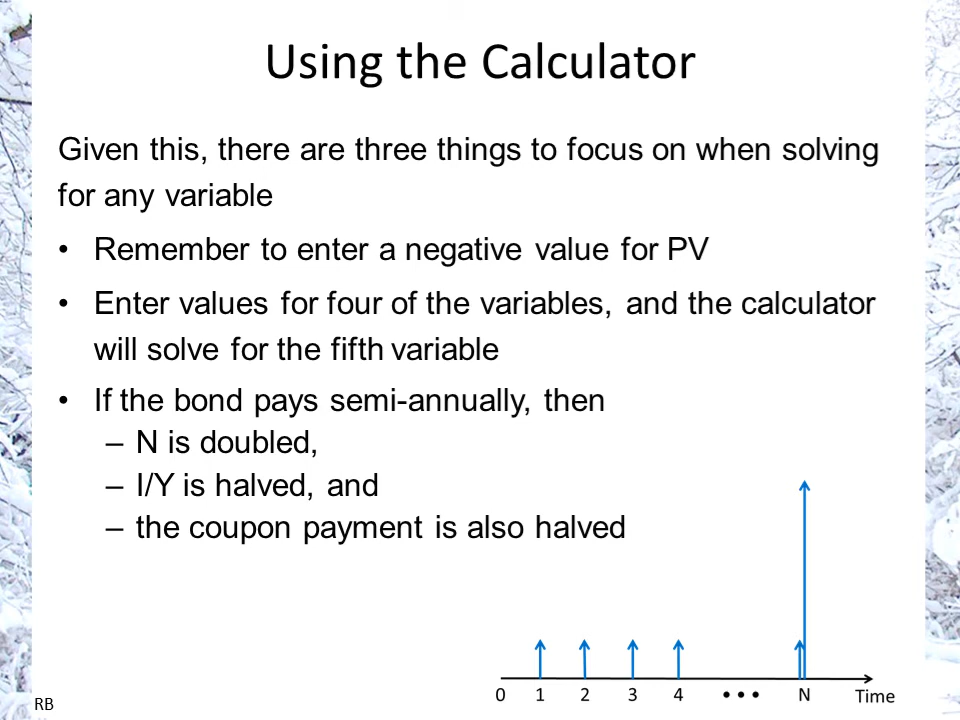 Using the Calculator
Given this, there are three things to focus on when solving
for any variable
• Remember to enter a negative value for PV
• Enter values for four of the variables, and the calculator
will solve for the fifth variable
• If the bond pays semi-annually, then
– N is doubled,
– I/Y is halved, and
– the coupon payment is also halved
0 1 2 3 4 • • • N Time
RB